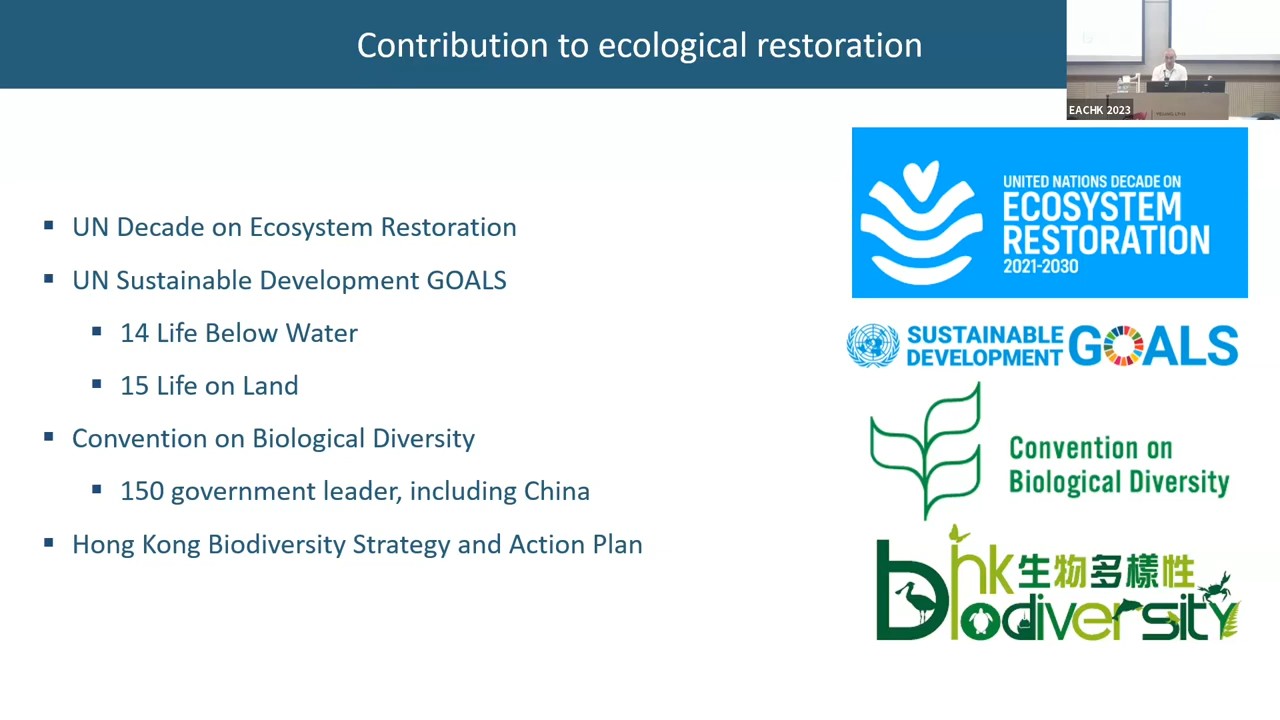 Contribution to ecological restoration
EACHK 2023
UN Decade on Ecosystem Restoration
UN Sustainable Development GOALS
14 Life Below Water
15 Life on Land
Convention on Biological Diversity
150 government leader, including China
Hong Kong Biodiversity Strategy and Action Plan
UNITED NATIONS DECADE ON
ECOSYSTEM
RESTORATION
2021-2030
SUSTAINABLE
DEVELOPMENT
GOALS
Convention on
Biological Diversity
hk生物多樣性
biodiversity